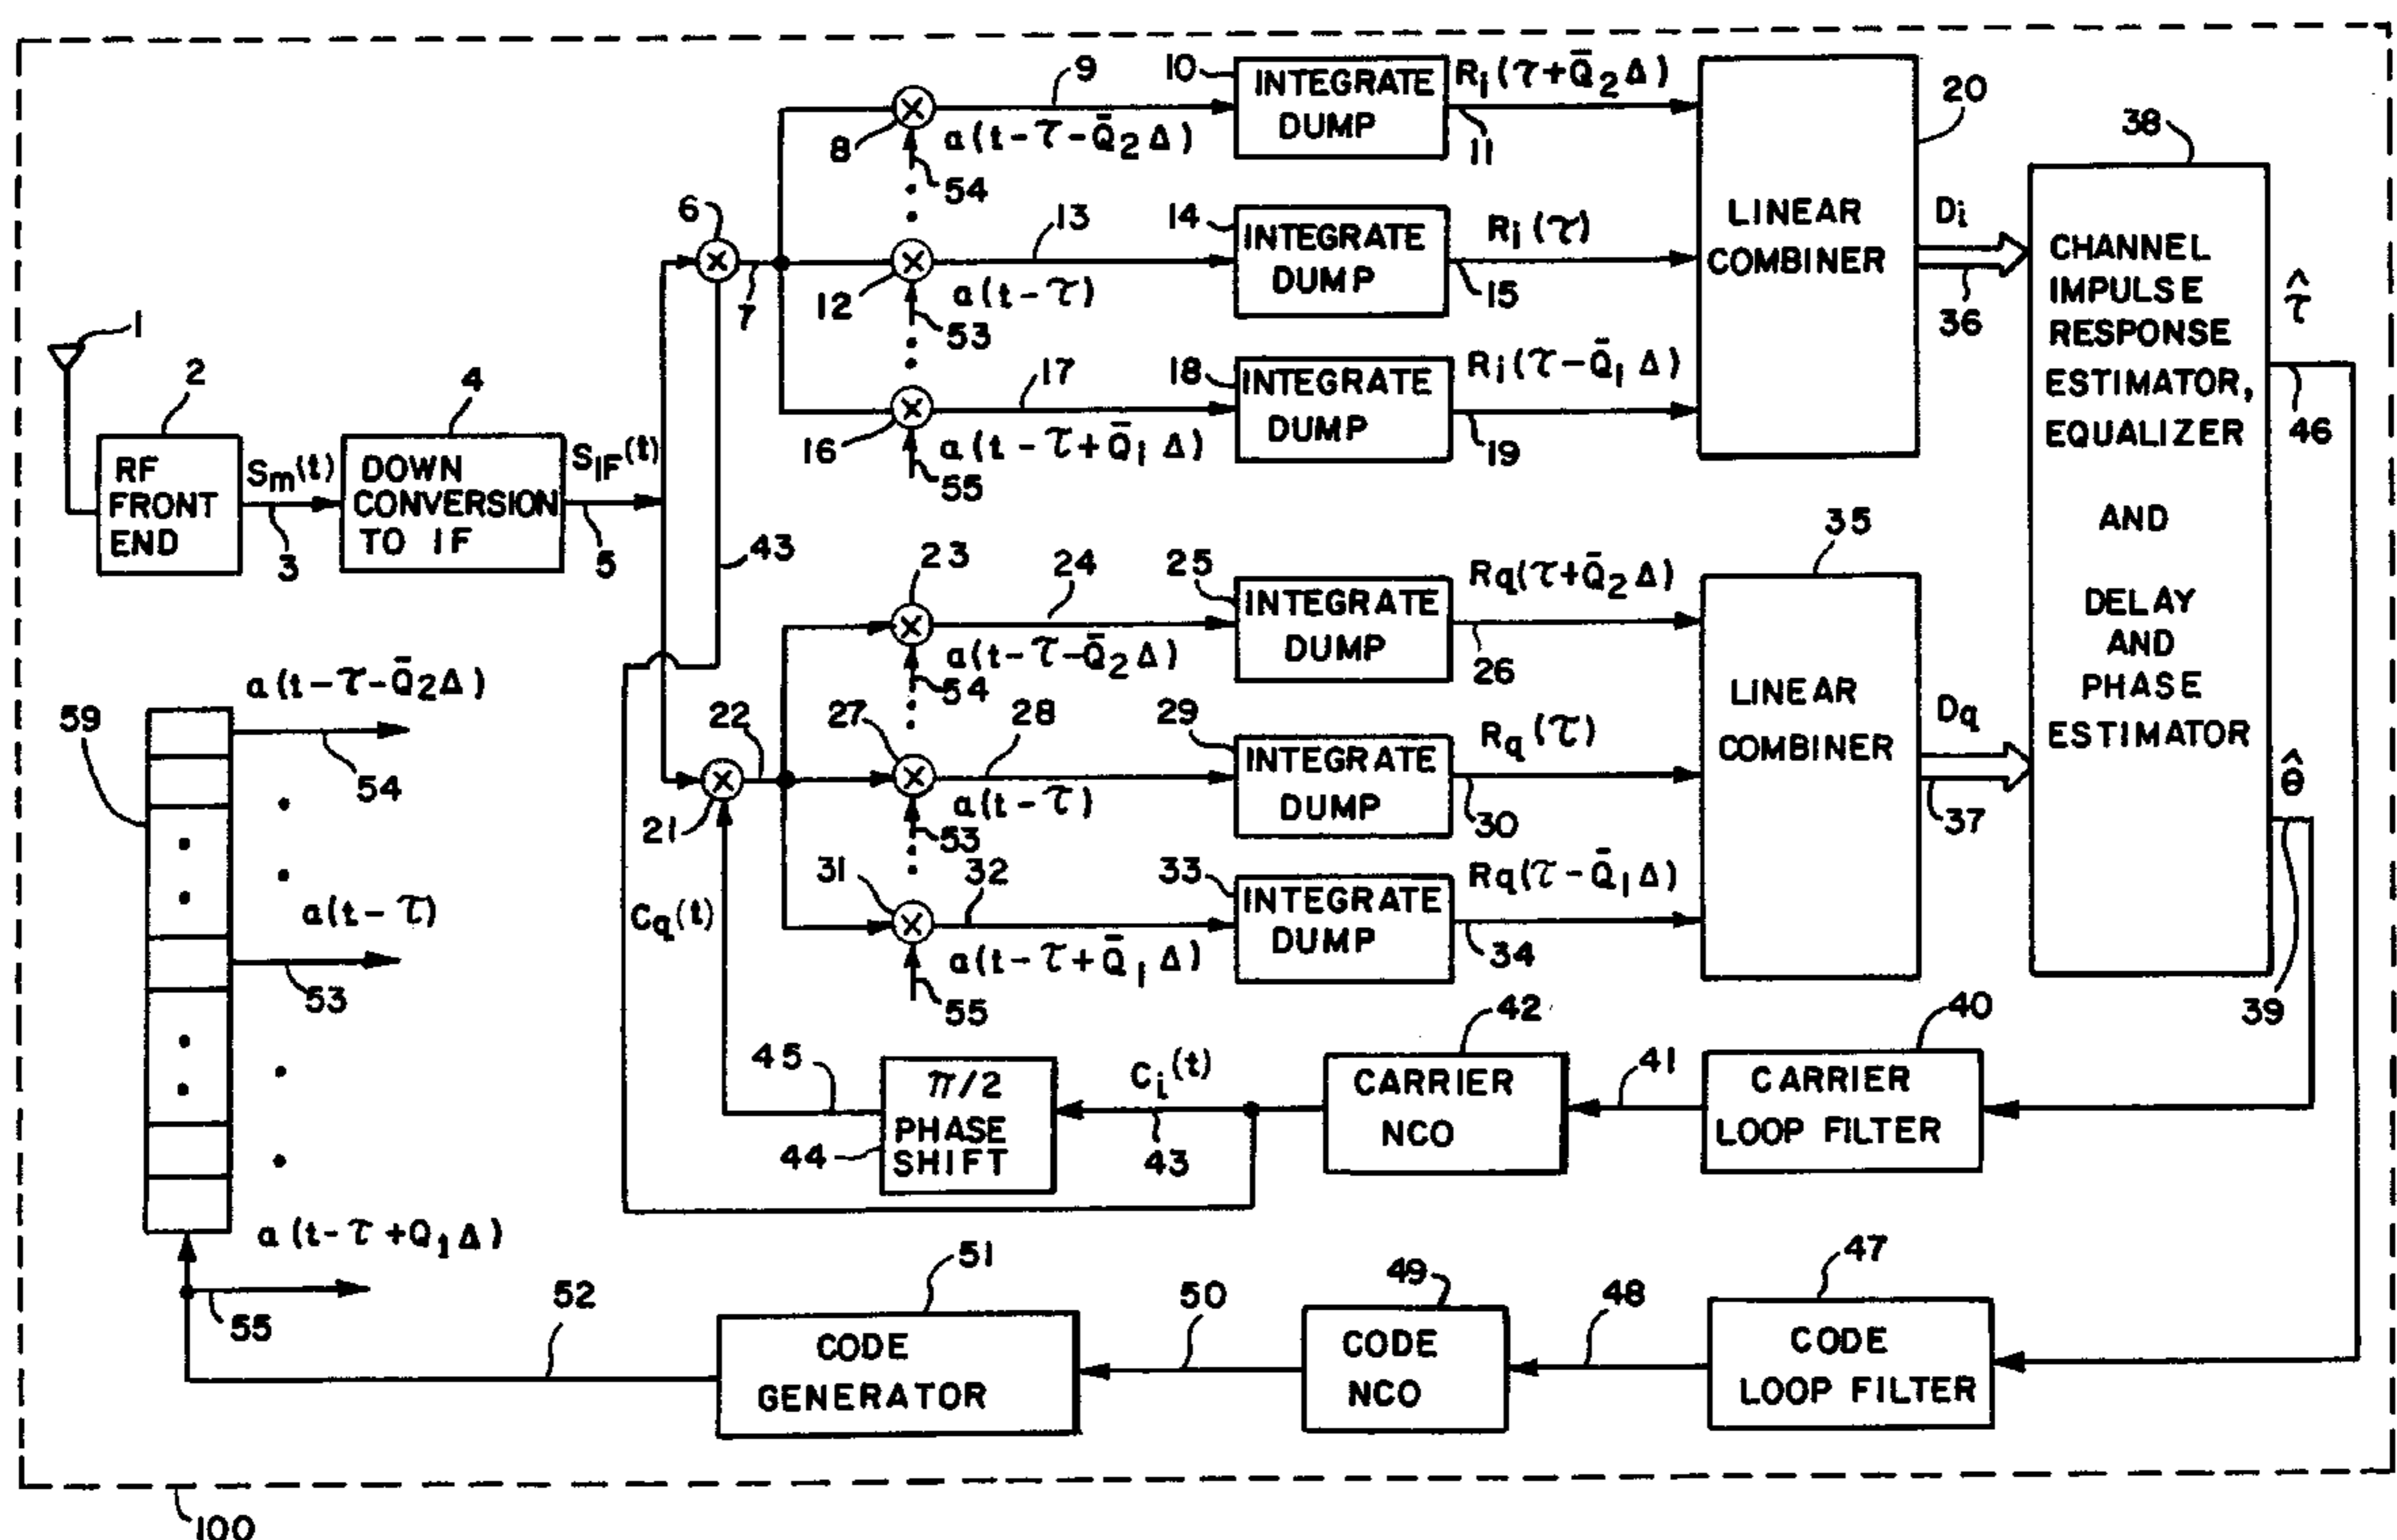 1
2
RF
FRONT
END
Sm(t)
3
4
DOWN
CONVERSION
TO IF
SIF(t)
5
6
7
43
8
9
a(t-τ-Q̄2Δ)
54
10
INTEGRATE
DUMP
Ri(τ+Q̄2Δ)
11
12
13
a(t-τ)
53
14
INTEGRATE
DUMP
Ri(τ)
15
16
17
a(t-τ+Q̄1Δ)
55
18
INTEGRATE
DUMP
Ri(τ-Q̄1Δ)
19
20
LINEAR
COMBINER
Di
36
38
CHANNEL
IMPULSE
RESPONSE
ESTIMATOR,
EQUALIZER
AND
DELAY
AND
PHASE
ESTIMATOR
τ̂
46
θ̂
39
21
22
23
24
a(t-τ-Q̄2Δ)
54
25
INTEGRATE
DUMP
Rq(τ+Q̄2Δ)
26
27
28
a(t-τ)
53
29
INTEGRATE
DUMP
Rq(τ)
30
31
32
a(t-τ+Q̄1Δ)
55
33
INTEGRATE
DUMP
Rq(τ-Q̄1Δ)
34
35
LINEAR
COMBINER
Dq
37
59
a(t-τ-Q̄2Δ)
54
a(t-τ)
53
a(t-τ+Q1Δ)
55
Cq(t)
45
π/2
PHASE
SHIFT
44
Ci(t)
43
42
CARRIER
NCO
41
40
CARRIER
LOOP FILTER
52
51
CODE
GENERATOR
50
49
CODE
NCO
48
47
CODE
LOOP FILTER
100